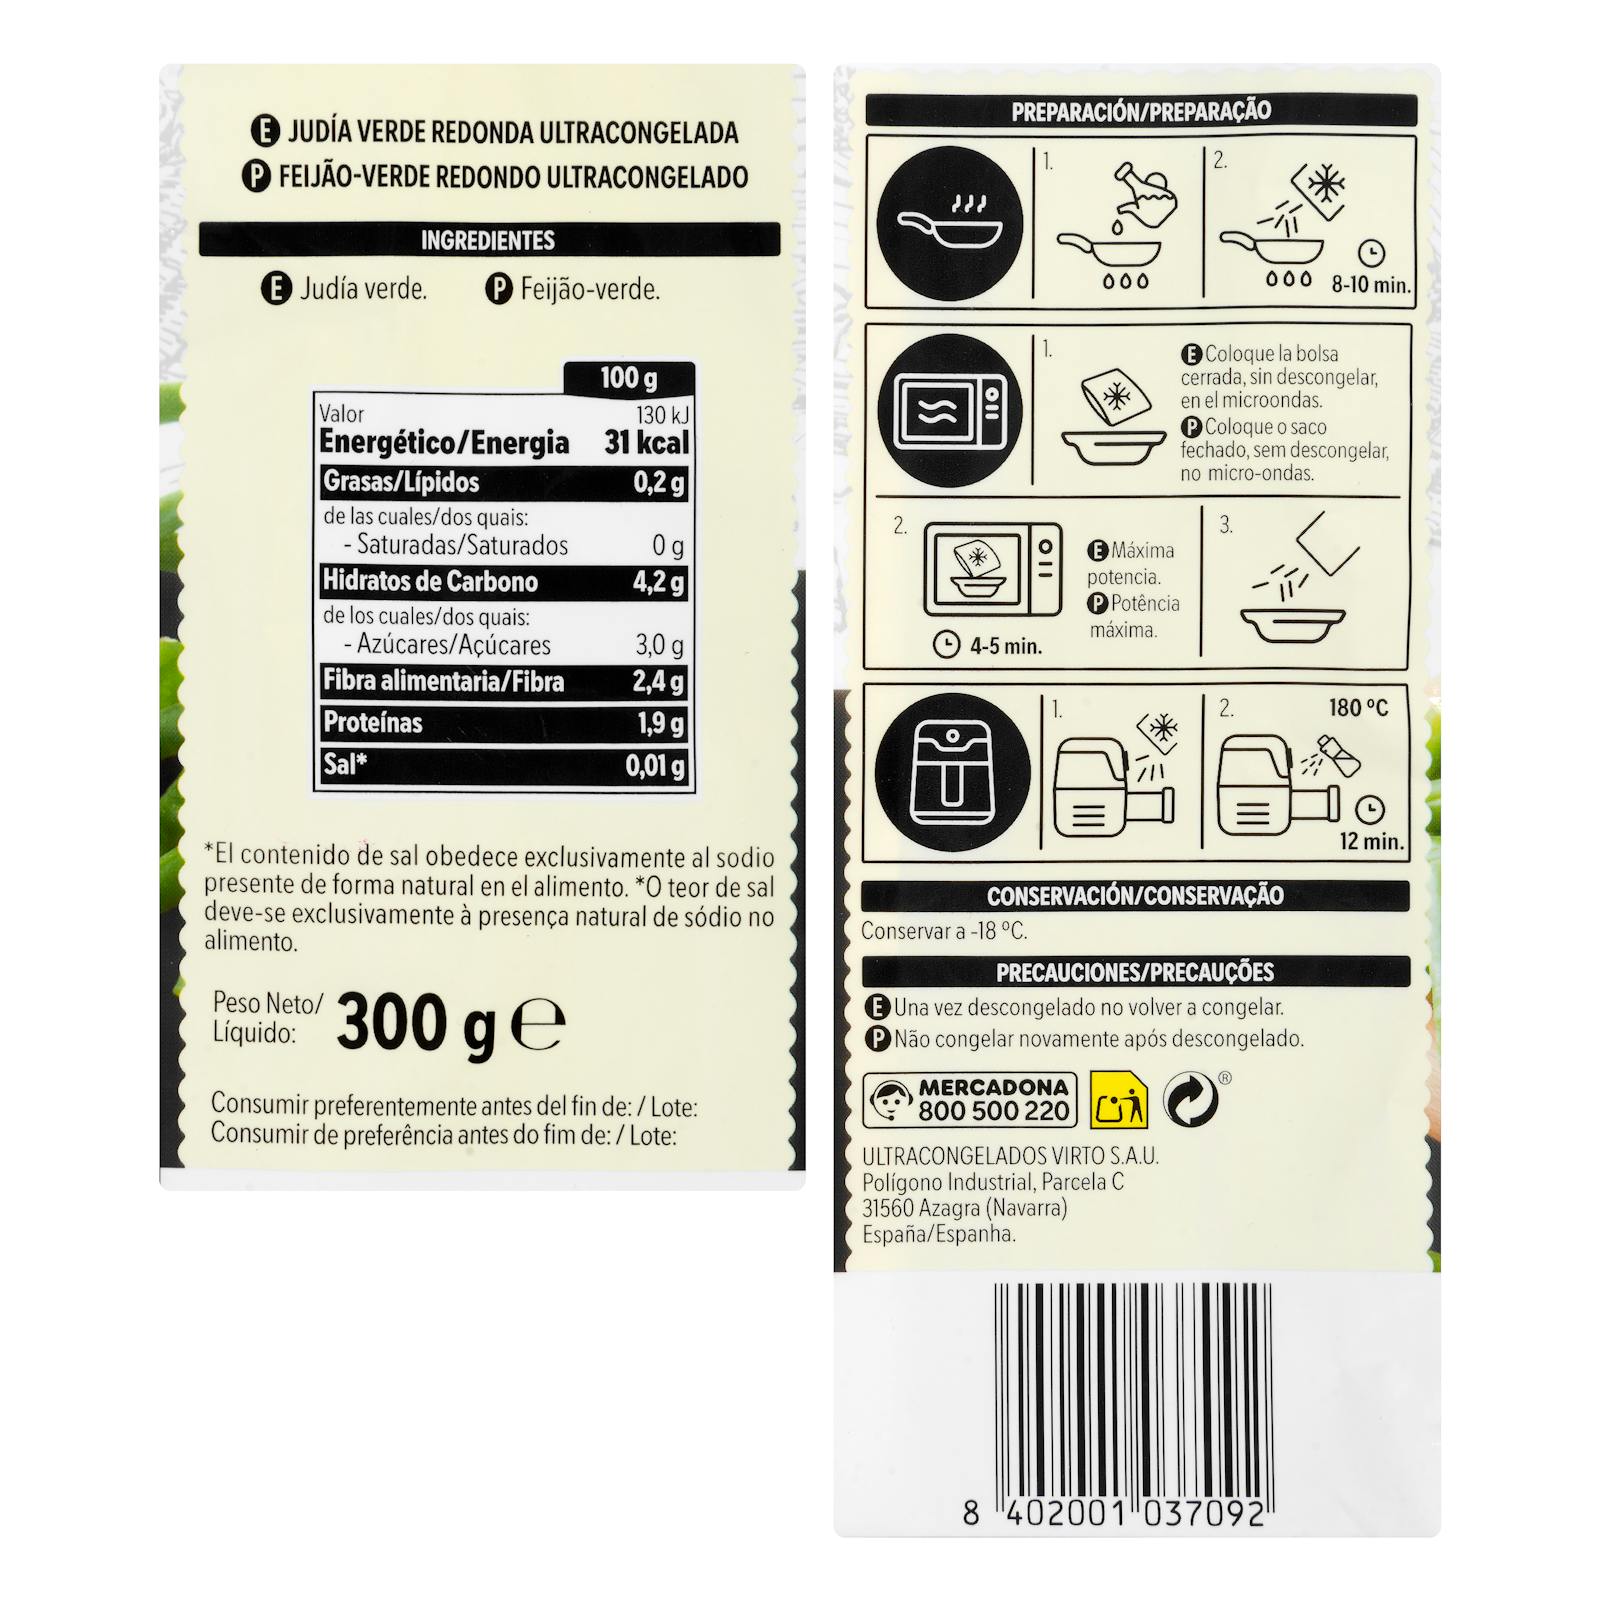 E JUDÍA VERDE REDONDA ULTRACONGELADA
P FEIJÃO-VERDE REDONDO ULTRACONGELADO
INGREDIENTES
E Judía verde. P Feijão-verde.
100 g
Valor 130 kJ
Energético/Energia 31 kcal
Grasas/Lípidos 0,2 g
de las cuales/dos quais:
- Saturadas/Saturados 0 g
Hidratos de Carbono 4,2 g
de los cuales/dos quais:
- Azúcares/Açúcares 3,0 g
Fibra alimentaria/Fibra 2,4 g
Proteínas 1,9 g
Sal* 0,01 g
*El contenido de sal obedece exclusivamente al sodio
presente de forma natural en el alimento. *O teor de sal
deve-se exclusivamente à presença natural de sódio no
alimento.
Peso Neto/
Líquido: 300 g ℮
Consumir preferentemente antes del fin de: / Lote:
Consumir de preferência antes do fim de: / Lote:
PREPARACIÓN/PREPARAÇÃO
1. 2.
8-10 min.
1.
E Coloque la bolsa
cerrada, sin descongelar,
en el microondas.
P Coloque o saco
fechado, sem descongelar,
no micro-ondas.
2.
E Máxima
potencia.
P Potência
máxima.
4-5 min.
3.
1. 2. 180 ºC
12 min.
CONSERVACIÓN/CONSERVAÇÃO
Conservar a -18 ºC.
PRECAUCIONES/PRECAUÇÕES
E Una vez descongelado no volver a congelar.
P Não congelar novamente após descongelado.
MERCADONA
800 500 220
®
ULTRACONGELADOS VIRTO S.A.U.
Polígono Industrial, Parcela C
31560 Azagra (Navarra)
España/Espanha.
8 402001 037092